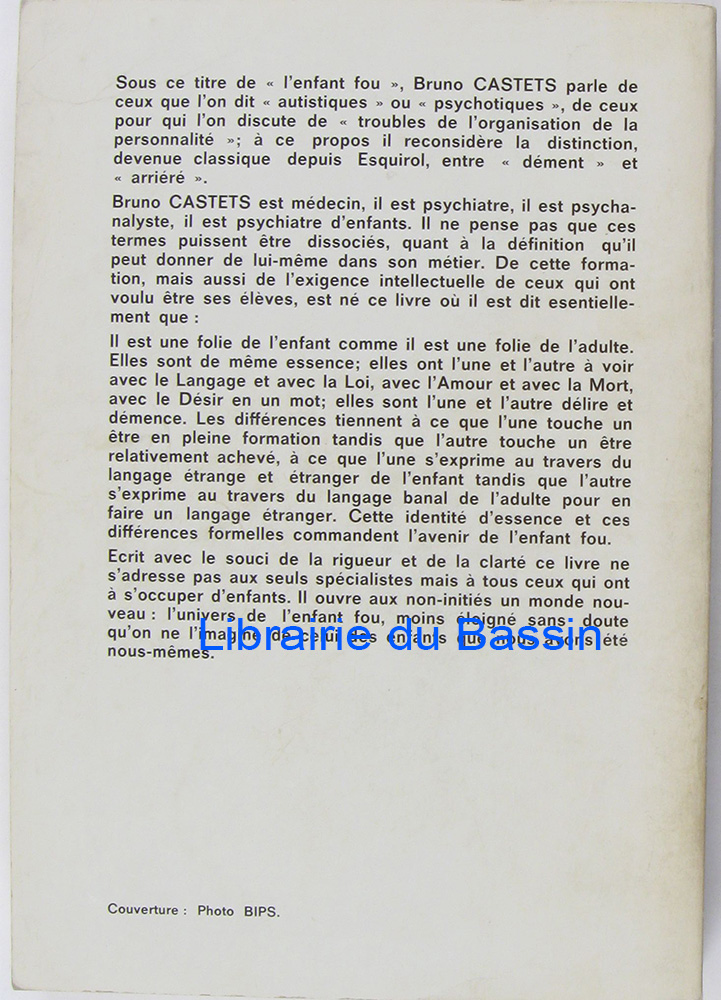 Sous ce titre de « l'enfant fou », Bruno CASTETS parle de
ceux que l'on dit « autistiques » ou « psychotiques », de ceux
pour qui l'on discute de « troubles de l'organisation de la
personnalité »; à ce propos il reconsidère la distinction,
devenue classique depuis Esquirol, entre « dément » et
« arriéré ».
Bruno CASTETS est médecin, il est psychiatre, il est psycha-
nalyste, il est psychiatre d'enfants. Il ne pense pas que ces
termes puissent être dissociés, quant à la définition qu'il
peut donner de lui-même dans son métier. De cette forma-
tion, mais aussi de l'exigence intellectuelle de ceux qui ont
voulu être ses élèves, est né ce livre où il est dit esentielle-
ment que :
Il est une folie de l'enfant comme il est une folie de l'adulte.
Elles sont de même essence; elles ont l'une et l'autre à voir
avec le Langage et avec la Loi, avec l'Amour et avec la Mort,
avec le Désir en un mot; elles sont l'une et l'autre délire et
démence. Les différences tiennent à ce que l'une touche un
être en pleine formation tandis que l'autre touche un être
relativement achevé, à ce que l'une s'exprime au travers du
langage étrange et étranger de l'enfant tandis que l'autre
s'exprime au travers du langage banal de l'adulte pour en
faire un langage étranger. Cette identité d'essence et ces
différences formelles commandent l'avenir de l'enfant fou.
Ecrit avec le souci de la rigueur et de la clarté ce livre ne
s'adresse pas aux seuls spécialistes mais à tous ceux qui ont
à s'occuper d'enfants. Il ouvre aux non-initiés un monde nou-
veau : l'univers de l'enfant fou, moins éloigné sans doute
qu'on ne l'imagine de celui des enfants que nous avons été
nous-mêmes.
Librairie du Bassin
Couverture : Photo BIPS.